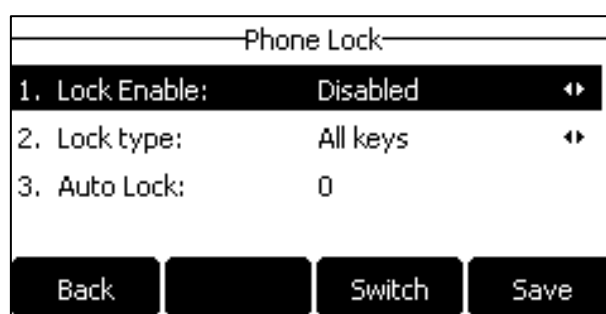 Phone Lock
1. Lock Enable: Disabled
2. Lock type: All keys
3. Auto Lock: 0
Back Switch Save